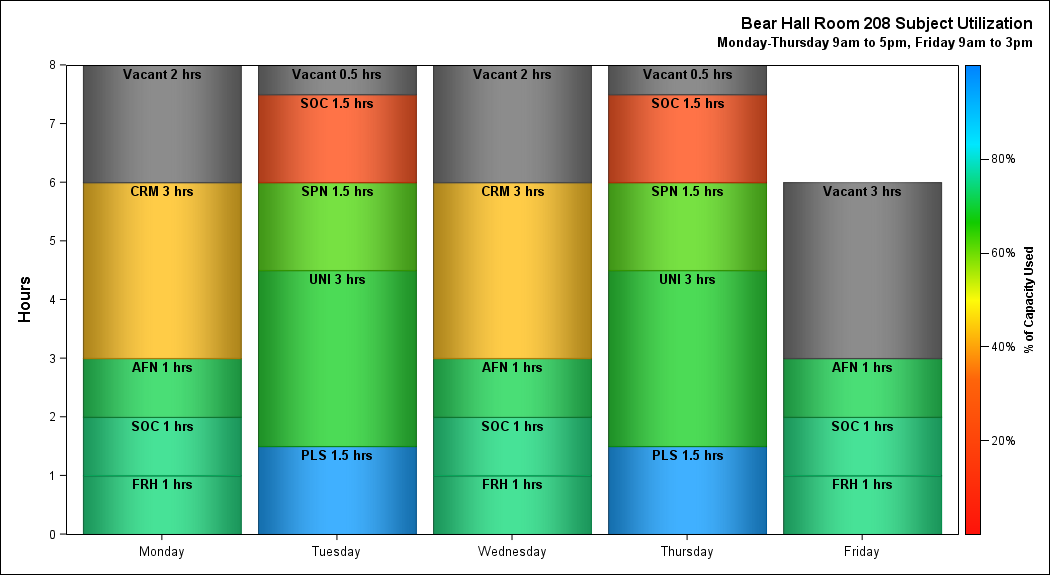 Bear Hall Room 208 Subject Utilization
Monday-Thursday 9am to 5pm, Friday 9am to 3pm
Hours
8
7
6
5
4
3
2
1
0
Vacant 2 hrs
CRM 3 hrs
AFN 1 hrs
SOC 1 hrs
FRH 1 hrs
Vacant 0.5 hrs
SOC 1.5 hrs
SPN 1.5 hrs
UNI 3 hrs
PLS 1.5 hrs
Vacant 2 hrs
CRM 3 hrs
AFN 1 hrs
SOC 1 hrs
FRH 1 hrs
Vacant 0.5 hrs
SOC 1.5 hrs
SPN 1.5 hrs
UNI 3 hrs
PLS 1.5 hrs
Vacant 3 hrs
AFN 1 hrs
SOC 1 hrs
FRH 1 hrs
Monday
Tuesday
Wednesday
Thursday
Friday
80%
60%
40%
20%
% of Capacity Used